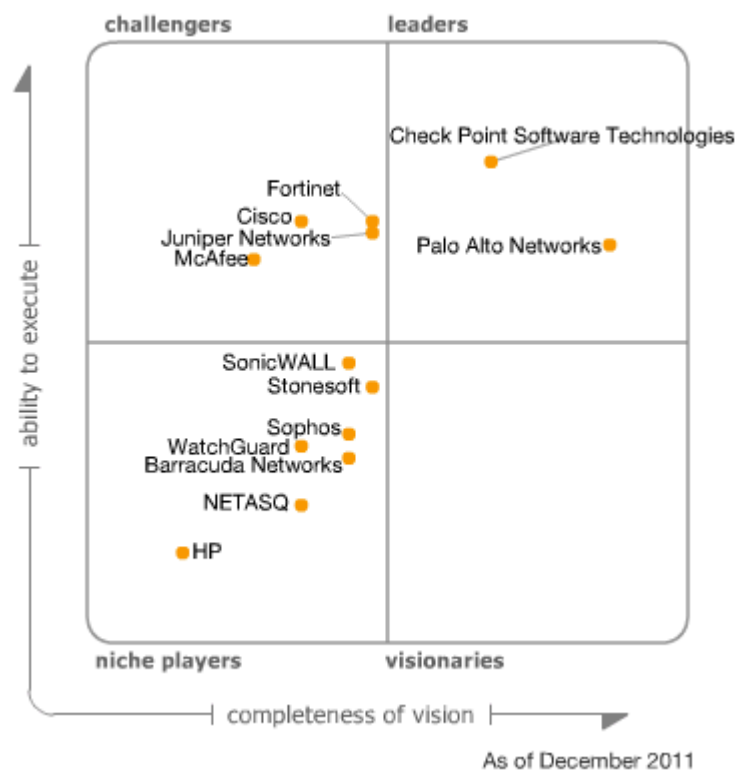 challengers
leaders
Check Point Software Technologies
Fortinet
Cisco
Juniper Networks
Palo Alto Networks
McAfee
ability to execute
SonicWALL
Stonesoft
Sophos
WatchGuard
Barracuda Networks
NETASQ
HP
niche players
visionaries
completeness of vision
As of December 2011